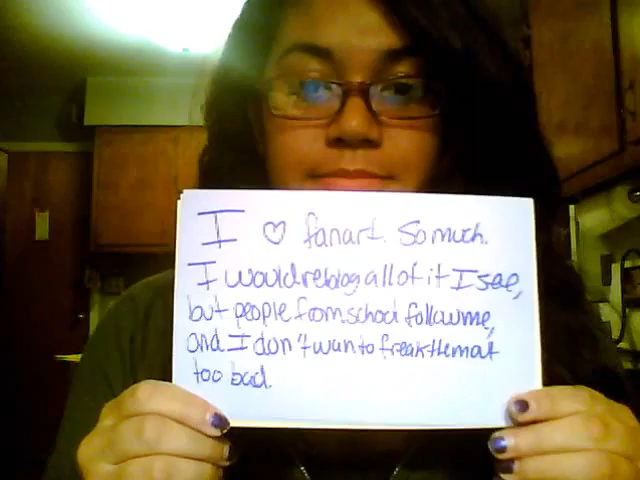 I ♡ fanart. So much.
I would reblog all of it I see,
but people from school follow me,
and I don't wan to freak them out
too bad.